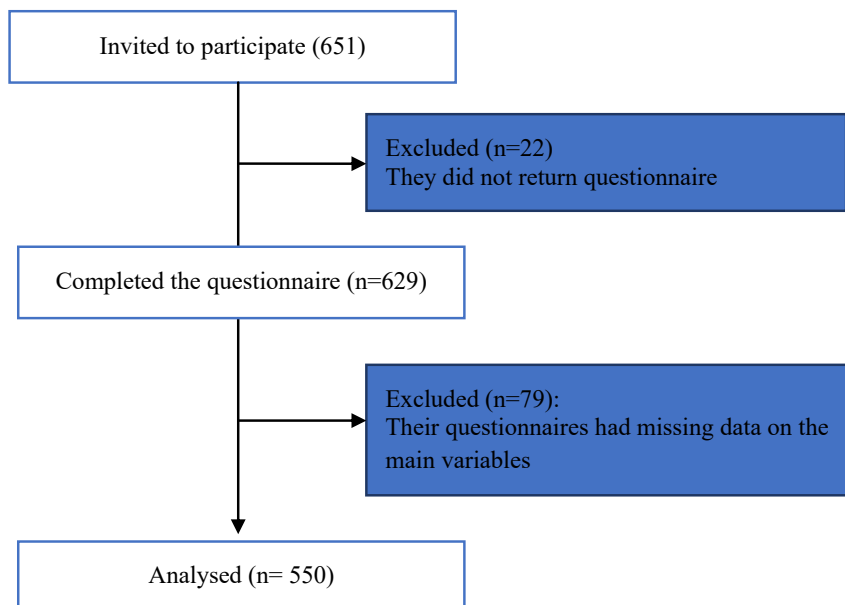 Invited to participate (651)
Excluded (n=22)
They did not return questionnaire
Completed the questionnaire (n=629)
Excluded (n=79):
Their questionnaires had missing data on the
main variables
Analysed (n= 550)